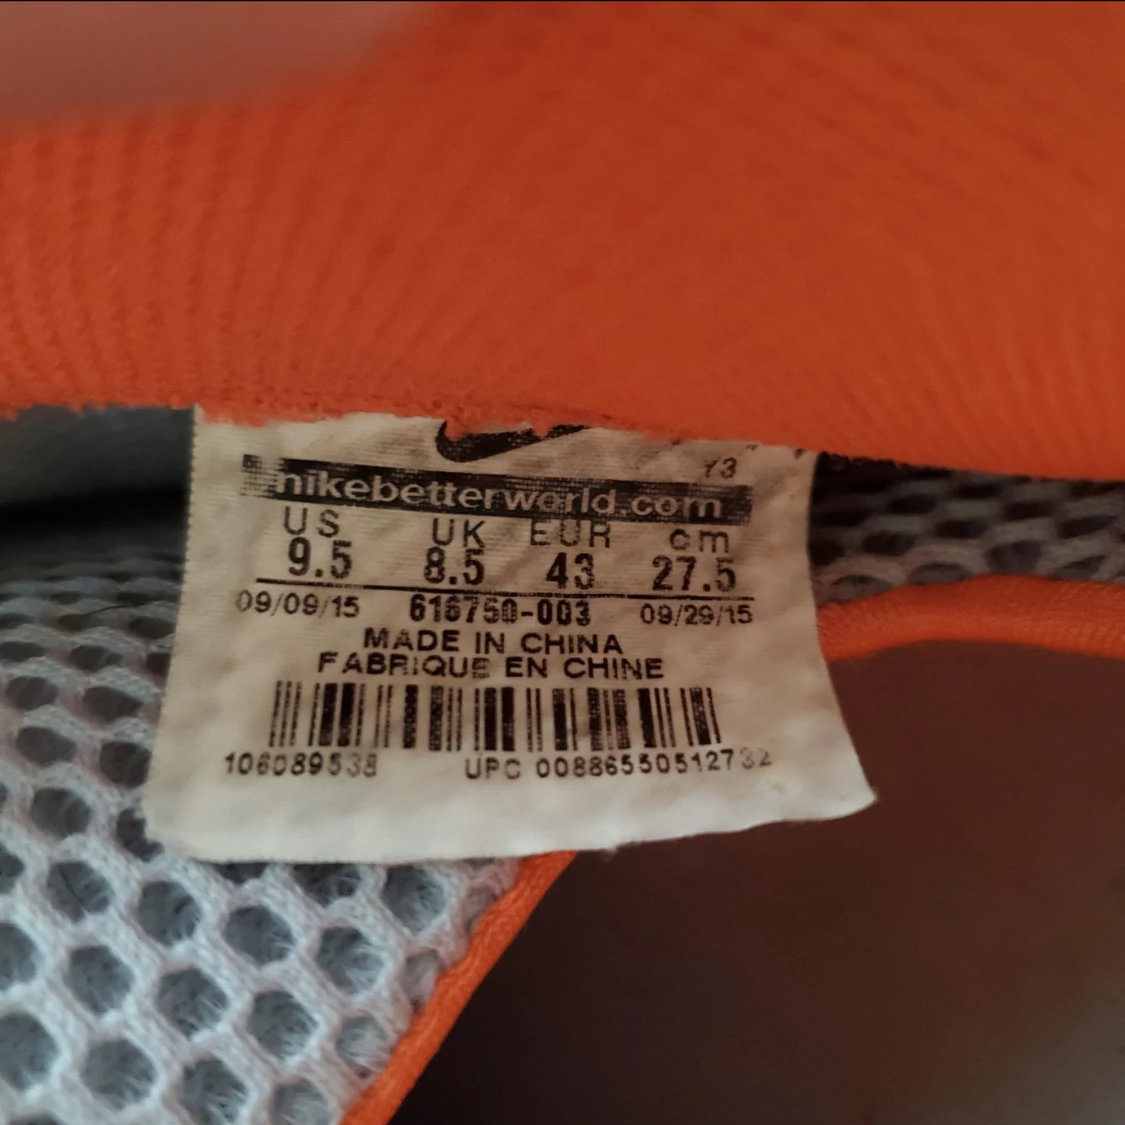 Y3
nikebetterworld.com
US UK EUR cm
9.5 8.5 43 27.5
09/09/15 616750-003 09/29/15
MADE IN CHINA
FABRIQUE EN CHINE
106089538 UPC 00886550512732